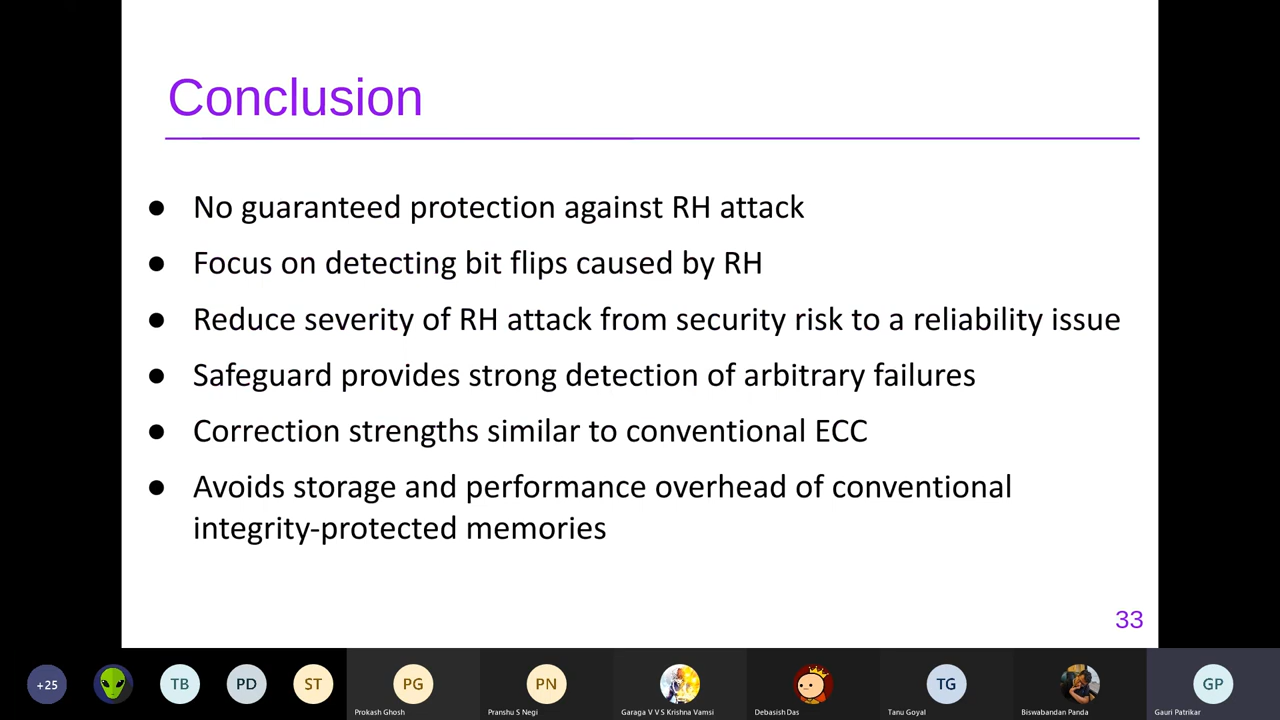 Conclusion
● No guaranteed protection against RH attack
● Focus on detecting bit flips caused by RH
● Reduce severity of RH attack from security risk to a reliability issue
● Safeguard provides strong detection of arbitrary failures
● Correction strengths similar to conventional ECC
● Avoids storage and performance overhead of conventional
integrity-protected memories
33
+25 TB PD ST PG PN TG GP
Prokash Ghosh Pranshu S Negi Garaga V V S Krishna Vamsi Debasish Das Tanu Goyal Biswabandan Panda Gauri Patrikar